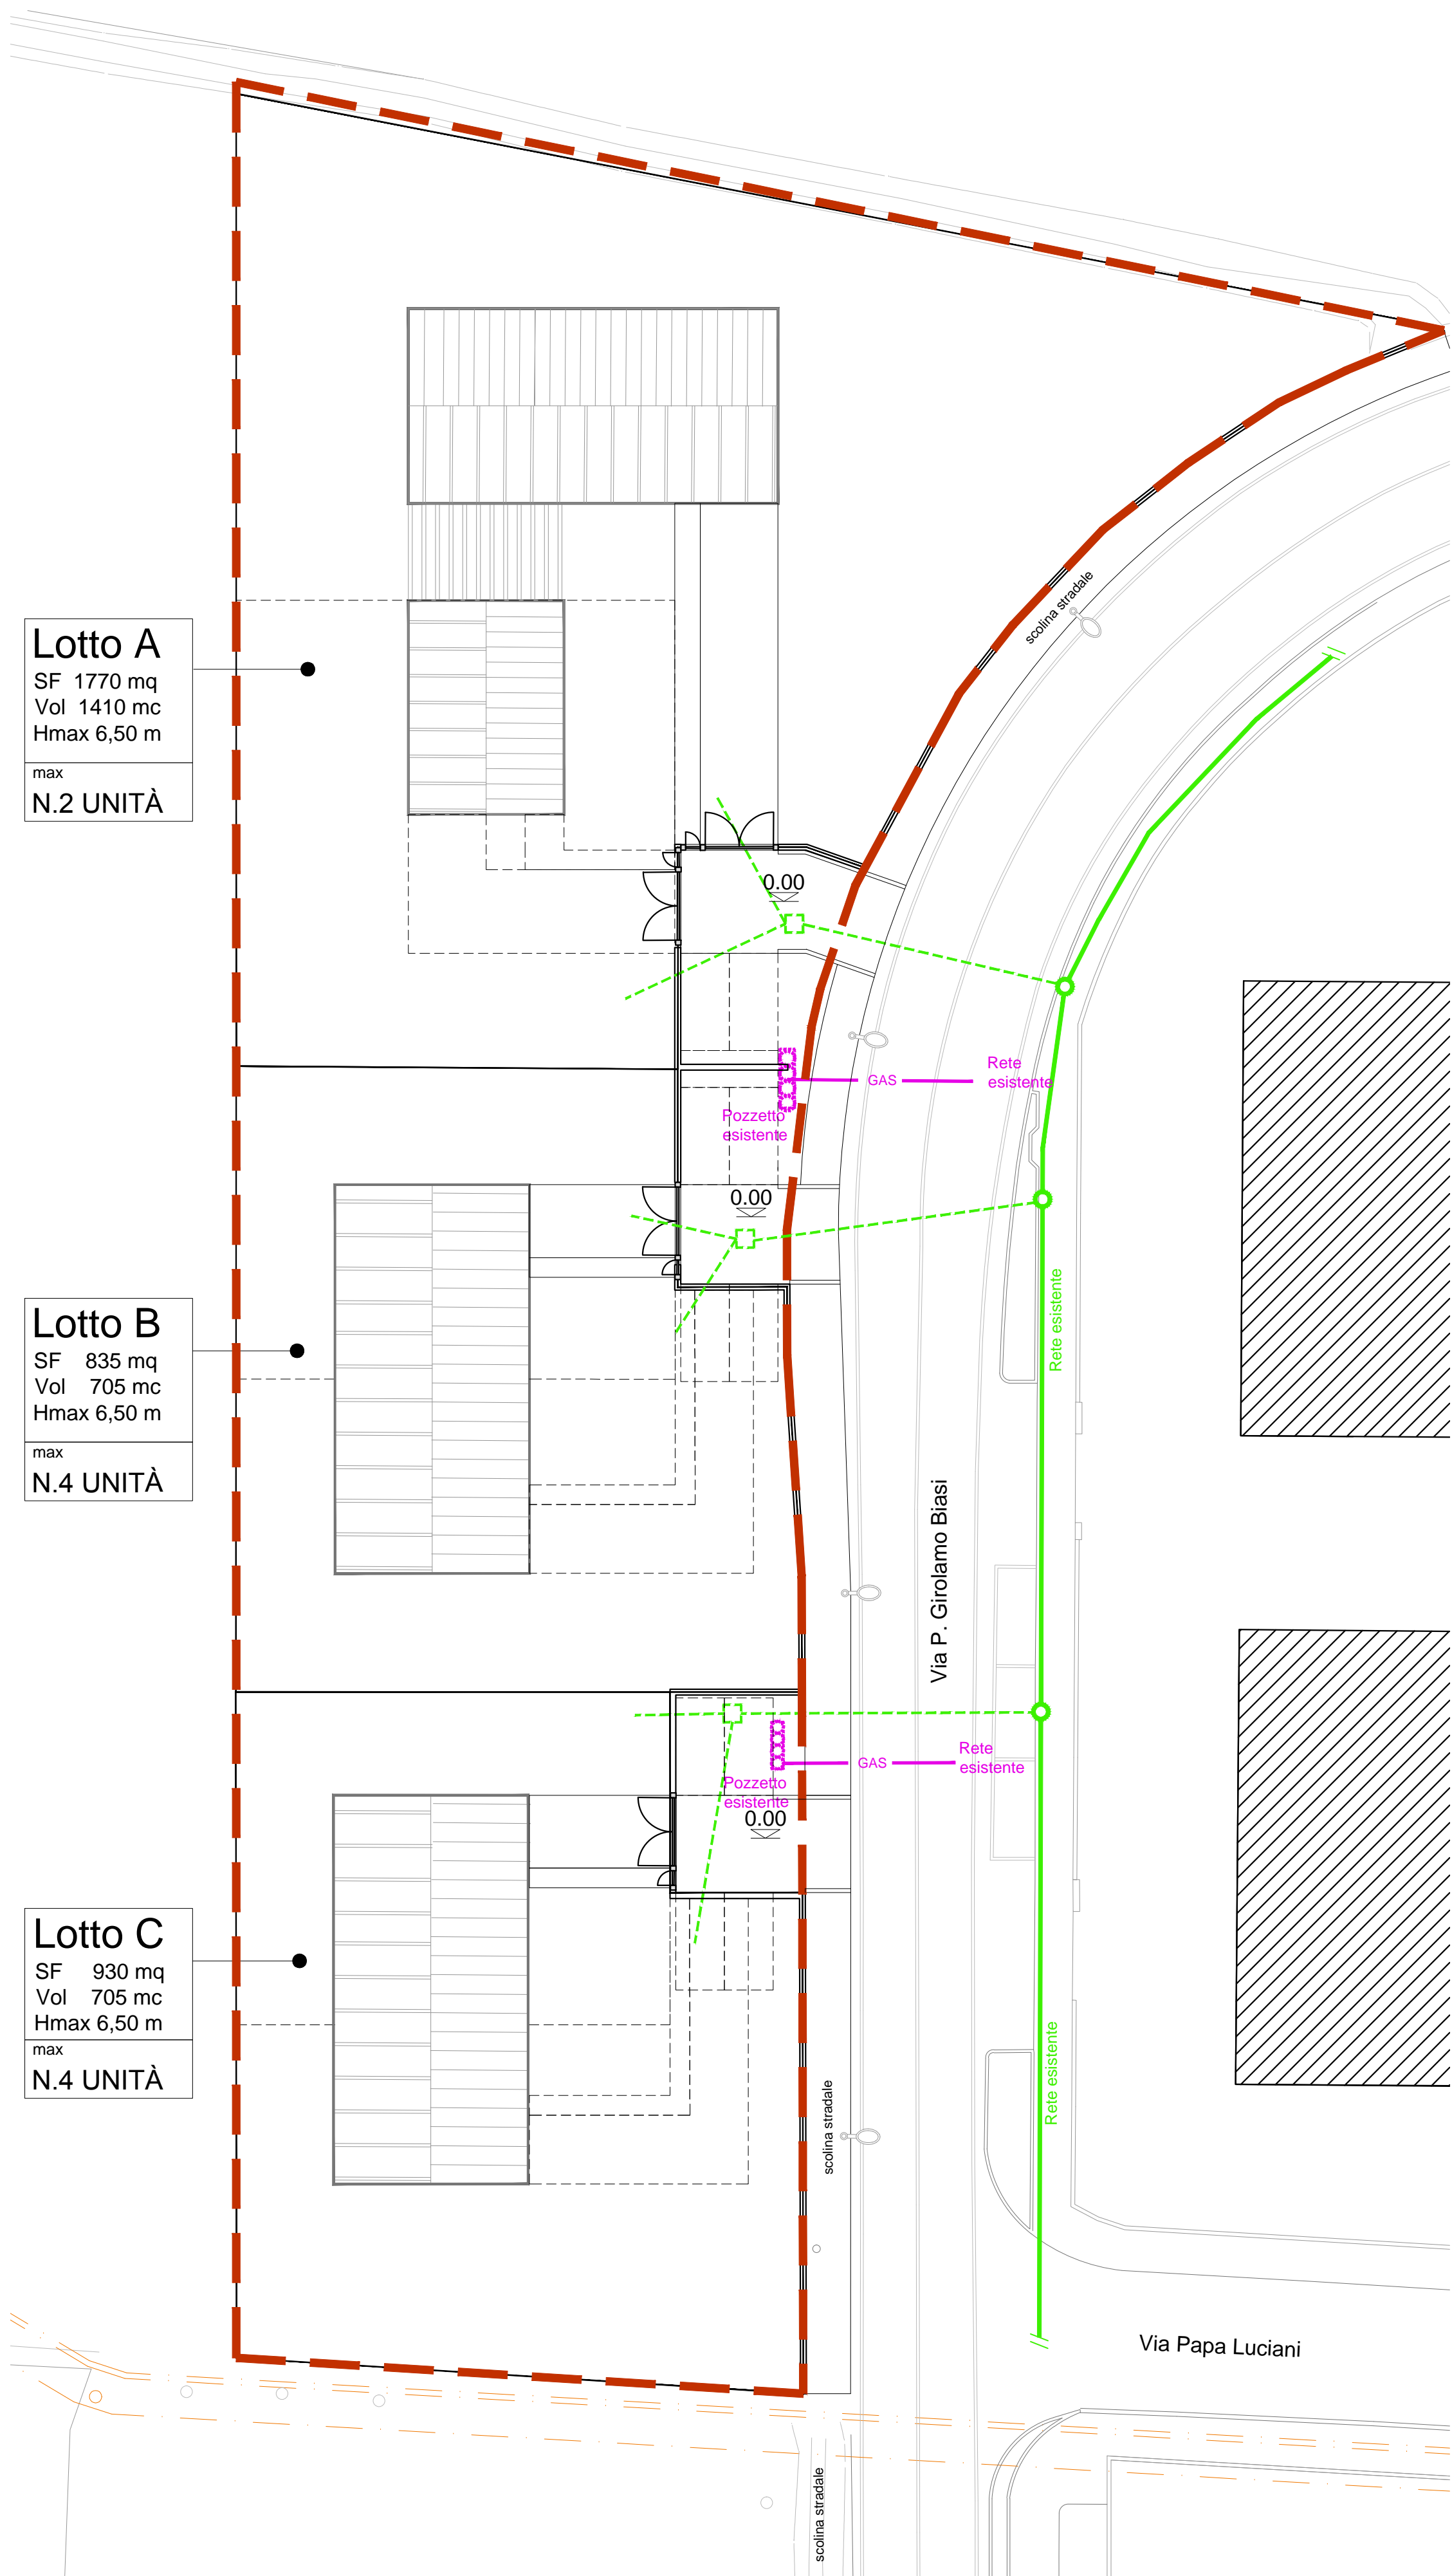 Lotto A
SF 1770 mq
Vol 1410 mc
Hmax 6,50 m
max
N.2 UNITÀ
scolina stradale
0.00
GAS
Rete
esistente
Pozzetto
esistente
0.00
Rete esistente
Lotto B
SF 835 mq
Vol 705 mc
Hmax 6,50 m
max
N.4 UNITÀ
Via P. Girolamo Biasi
GAS
Rete
esistente
Pozzetto
esistente
0.00
Lotto C
SF 930 mq
Vol 705 mc
Hmax 6,50 m
max
N.4 UNITÀ
Rete esistente
scolina stradale
Via Papa Luciani
scolina stradale